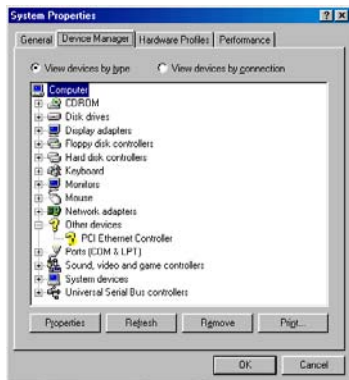 System Properties
General Device Manager Hardware Profiles Performance
View devices by type View devices by connection
Computer
CDROM
Disk drives
Display adapters
Floppy disk controllers
Hard disk controllers
Keyboard
Monitors
Mouse
Network adapters
Other devices
PCI Ethernet Controller
Ports (COM & LPT)
Sound, video and game controllers
System devices
Universal Serial Bus controllers
Properties Refresh Remove Print...
OK Cancel